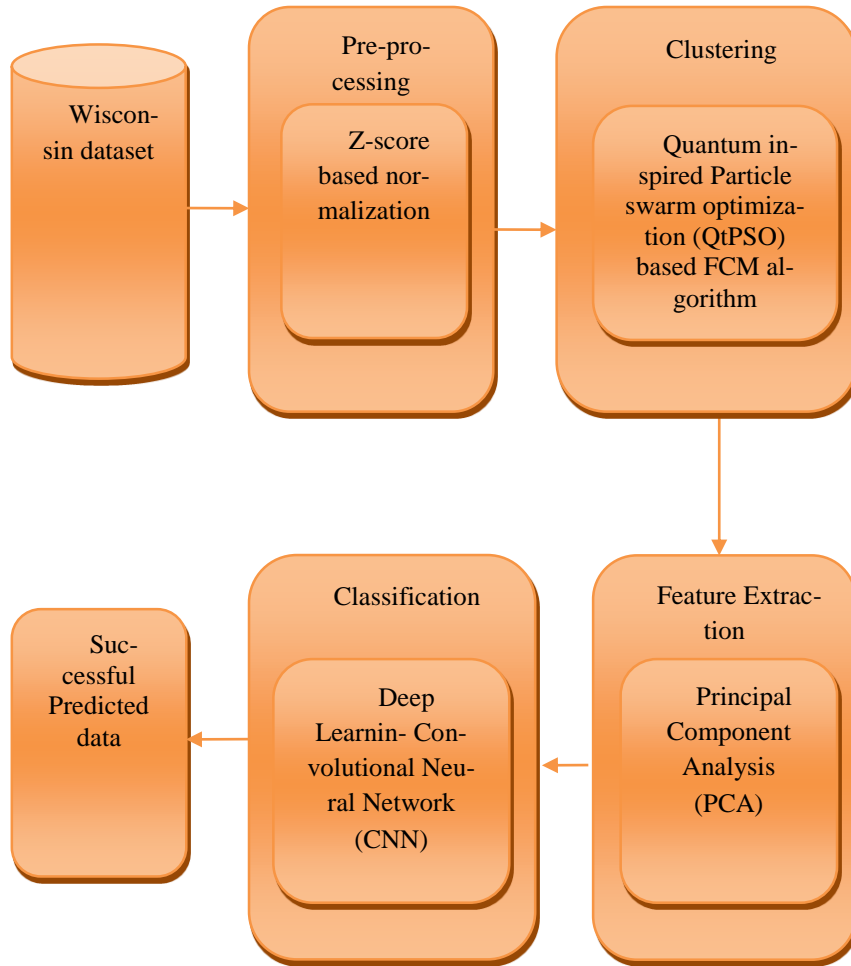 Wiscon-
sin dataset
Pre-pro-
cessing
Z-score
based nor-
malization
Clustering
Quantum in-
spired Particle
swarm optimiza-
tion (QtPSO)
based FCM al-
gorithm
Feature Extrac-
tion
Principal
Component
Analysis
(PCA)
Classification
Deep
Learnin- Con-
volutional Neu-
ral Network
(CNN)
Suc-
cessful
Predicted
data